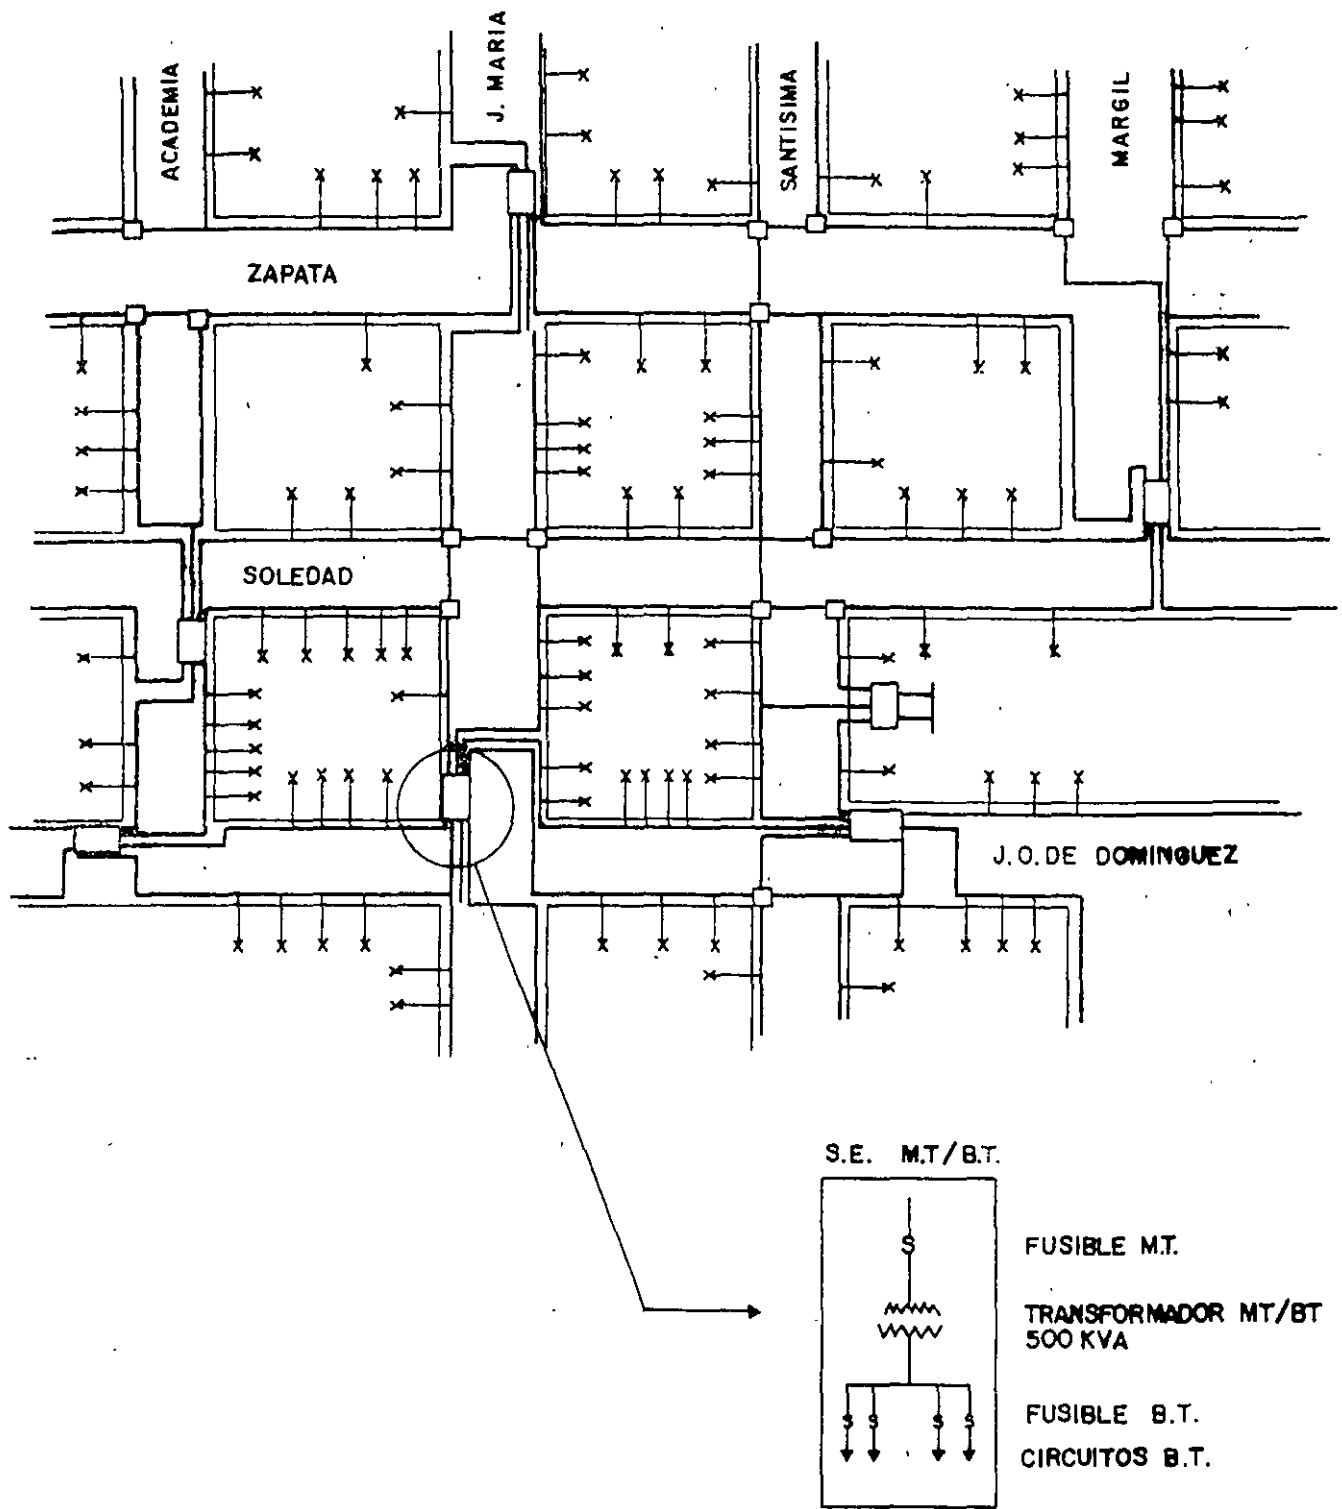 ACADEMIA
J. MARIA
SANTISIMA
MARGIL
ZAPATA
SOLEDAD
J.O. DE DOMINGUEZ
S.E. M.T/B.T.
S
FUSIBLE M.T.
TRANSFORMADOR MT/BT
500 KVA
S S S S
FUSIBLE B.T.
CIRCUITOS B.T.